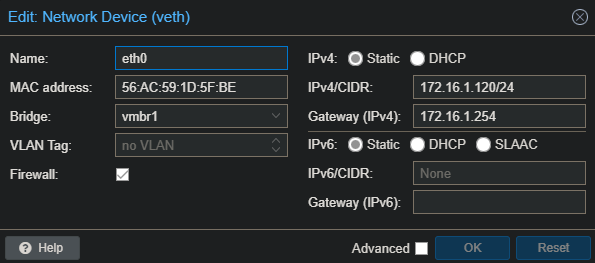 Edit: Network Device (veth)
Name: eth0
MAC address: 56:AC:59:1D:5F:BE
Bridge: vmbr1
VLAN Tag: no VLAN
Firewall:
IPv4: Static DHCP
IPv4/CIDR: 172.16.1.120/24
Gateway (IPv4): 172.16.1.254
IPv6: Static DHCP SLAAC
IPv6/CIDR: None
Gateway (IPv6):
? Help Advanced OK Reset